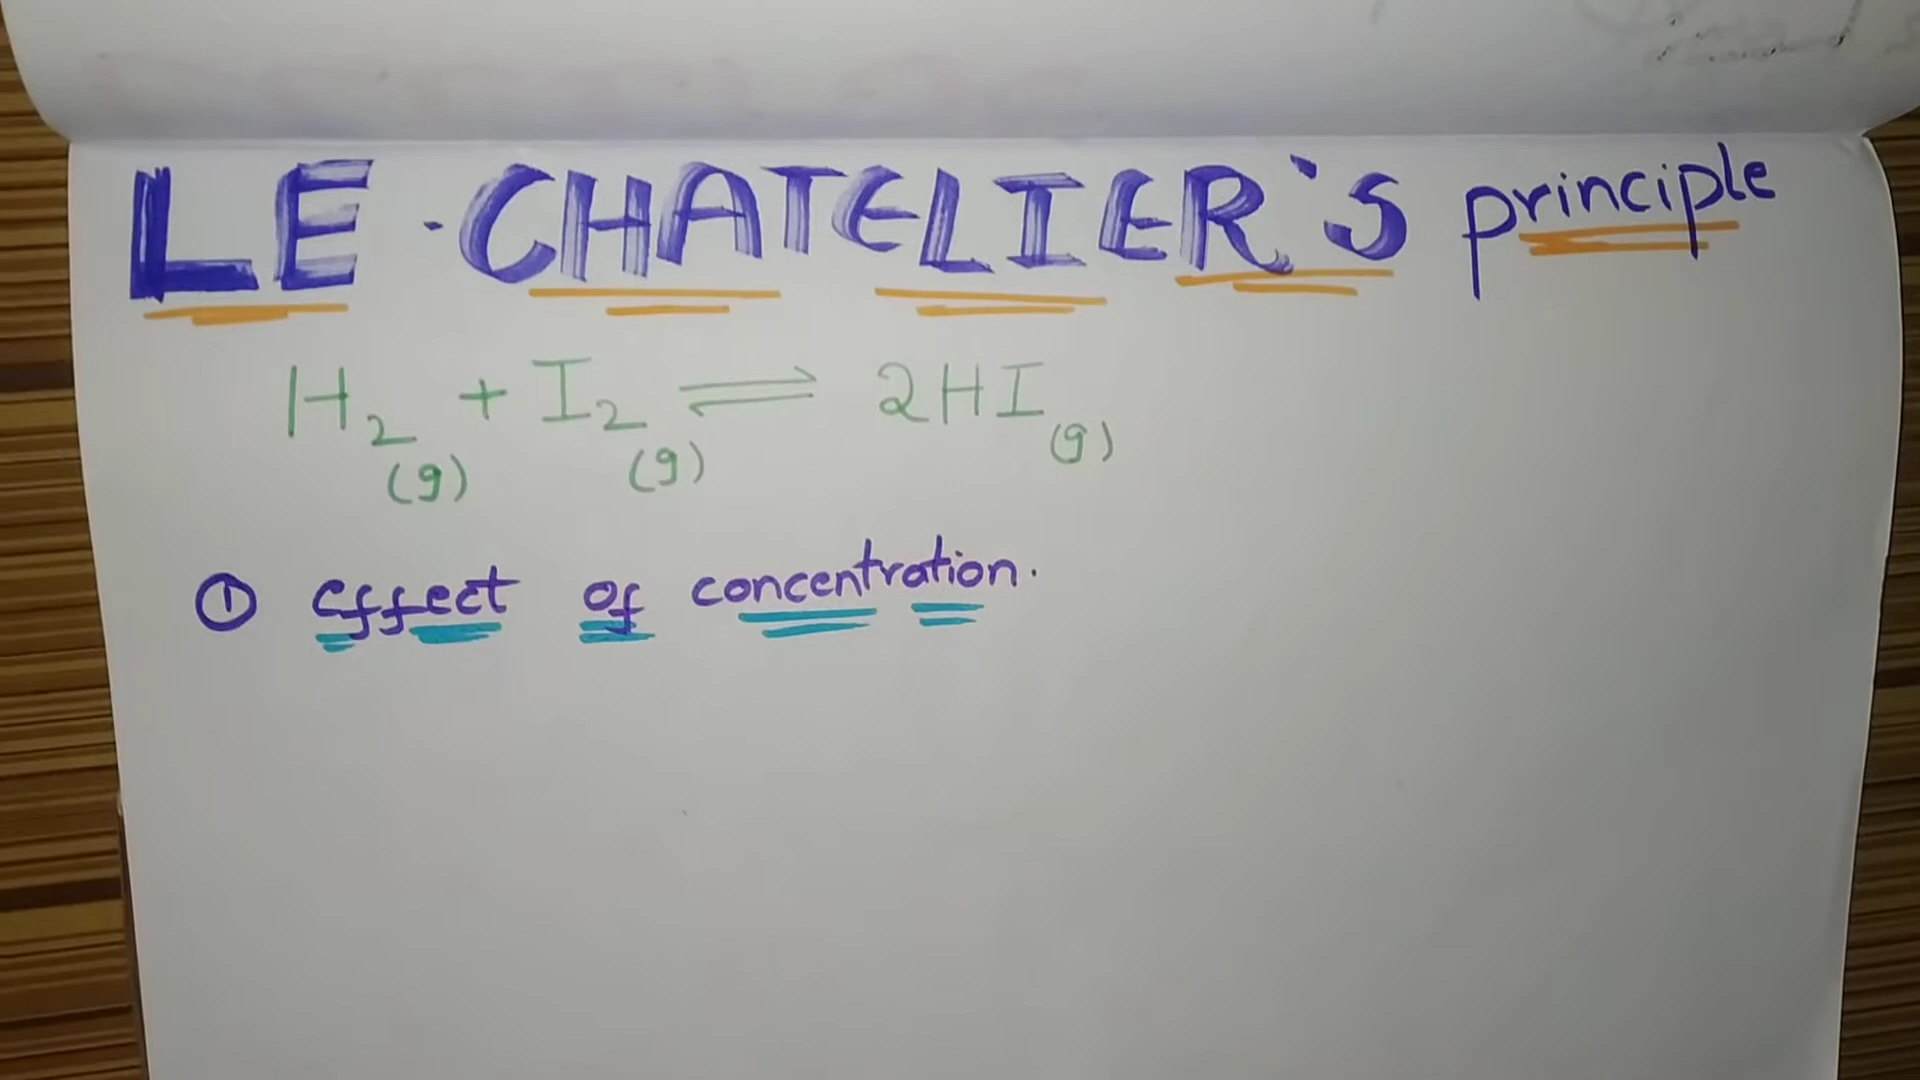 LE-CHATELIER'S principle
H₂(g) + I₂(g) ⇌ 2HI(g)
① effect of concentration.